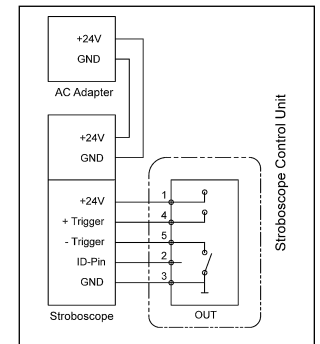 +24V
GND
AC Adapter
+24V
GND
+24V
+ Trigger
- Trigger
ID-Pin
GND
Stroboscope
1
4
5
2
3
OUT
Stroboscope Control Unit